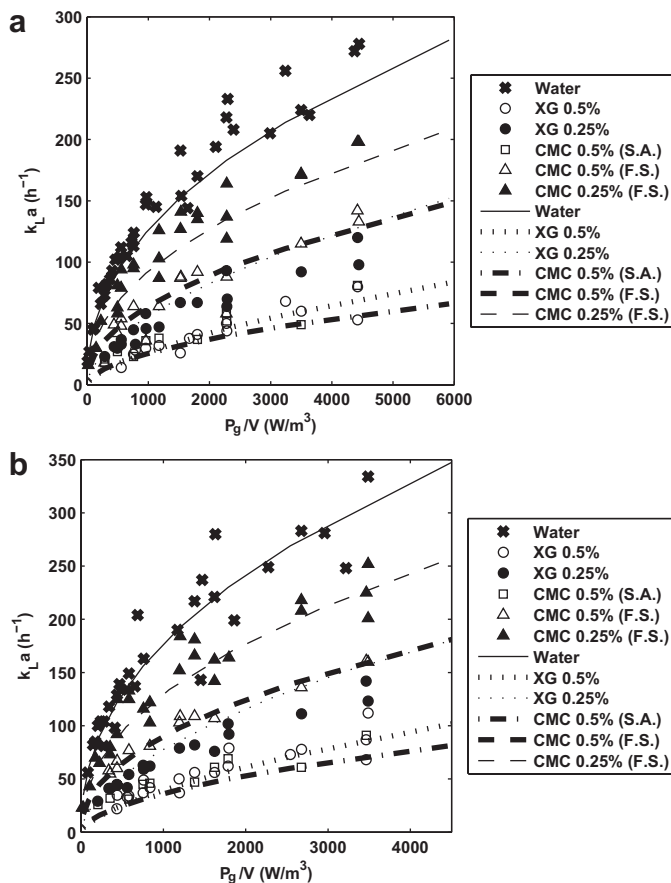 a
300
250
200
150
100
50
0
k_L a (h⁻¹)
0 1000 2000 3000 4000 5000 6000
P_g/V (W/m³)
Water
XG 0.5%
XG 0.25%
CMC 0.5% (S.A.)
CMC 0.5% (F.S.)
CMC 0.25% (F.S.)
Water
XG 0.5%
XG 0.25%
CMC 0.5% (S.A.)
CMC 0.5% (F.S.)
CMC 0.25% (F.S.)
b
350
300
250
200
150
100
50
0
k_L a (h⁻¹)
0 1000 2000 3000 4000
P_g/V (W/m³)
Water
XG 0.5%
XG 0.25%
CMC 0.5% (S.A.)
CMC 0.5% (F.S.)
CMC 0.25% (F.S.)
Water
XG 0.5%
XG 0.25%
CMC 0.5% (S.A.)
CMC 0.5% (F.S.)
CMC 0.25% (F.S.)